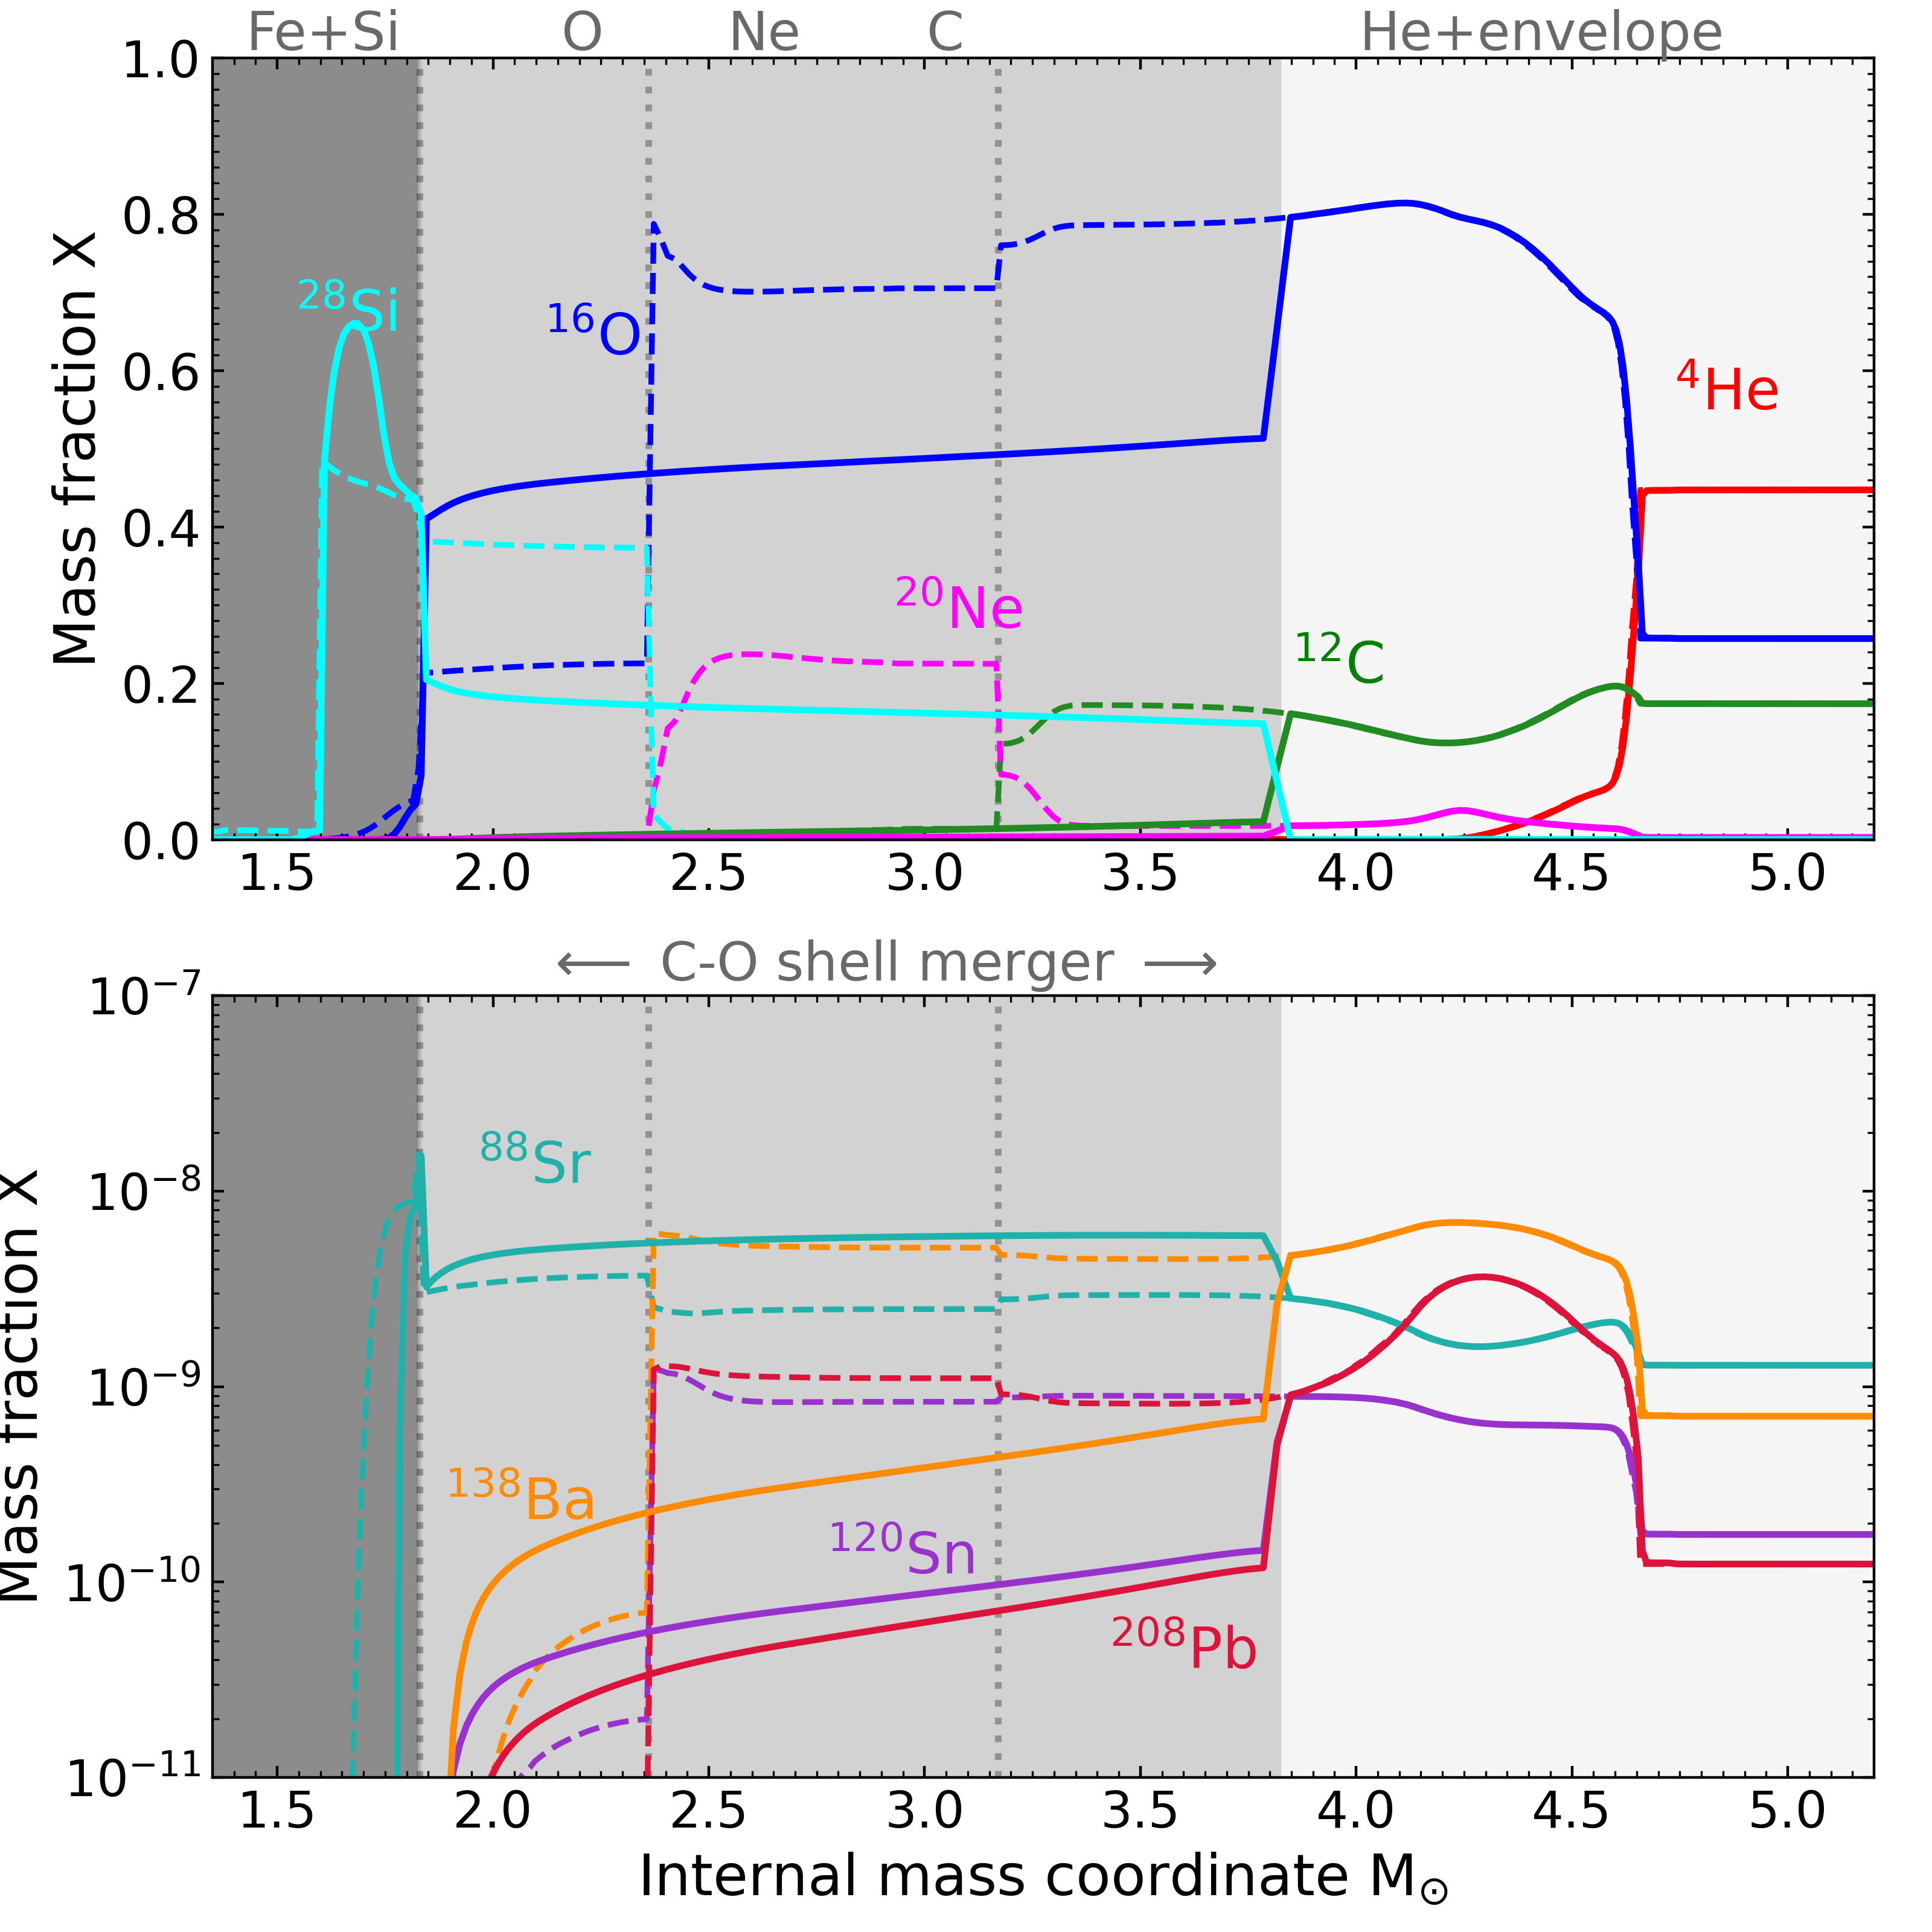 Fe+Si O Ne C He+envelope
1.0
0.8
0.6
0.4
0.2
0.0
Mass fraction X
²⁸Si
¹⁶O
⁴He
²⁰Ne
¹²C
1.5 2.0 2.5 3.0 3.5 4.0 4.5 5.0
⟵ C-O shell merger ⟶
10⁻⁷
10⁻⁸
10⁻⁹
10⁻¹⁰
10⁻¹¹
Mass fraction X
⁸⁸Sr
¹³⁸Ba
¹²⁰Sn
²⁰⁸Pb
1.5 2.0 2.5 3.0 3.5 4.0 4.5 5.0
Internal mass coordinate M☉